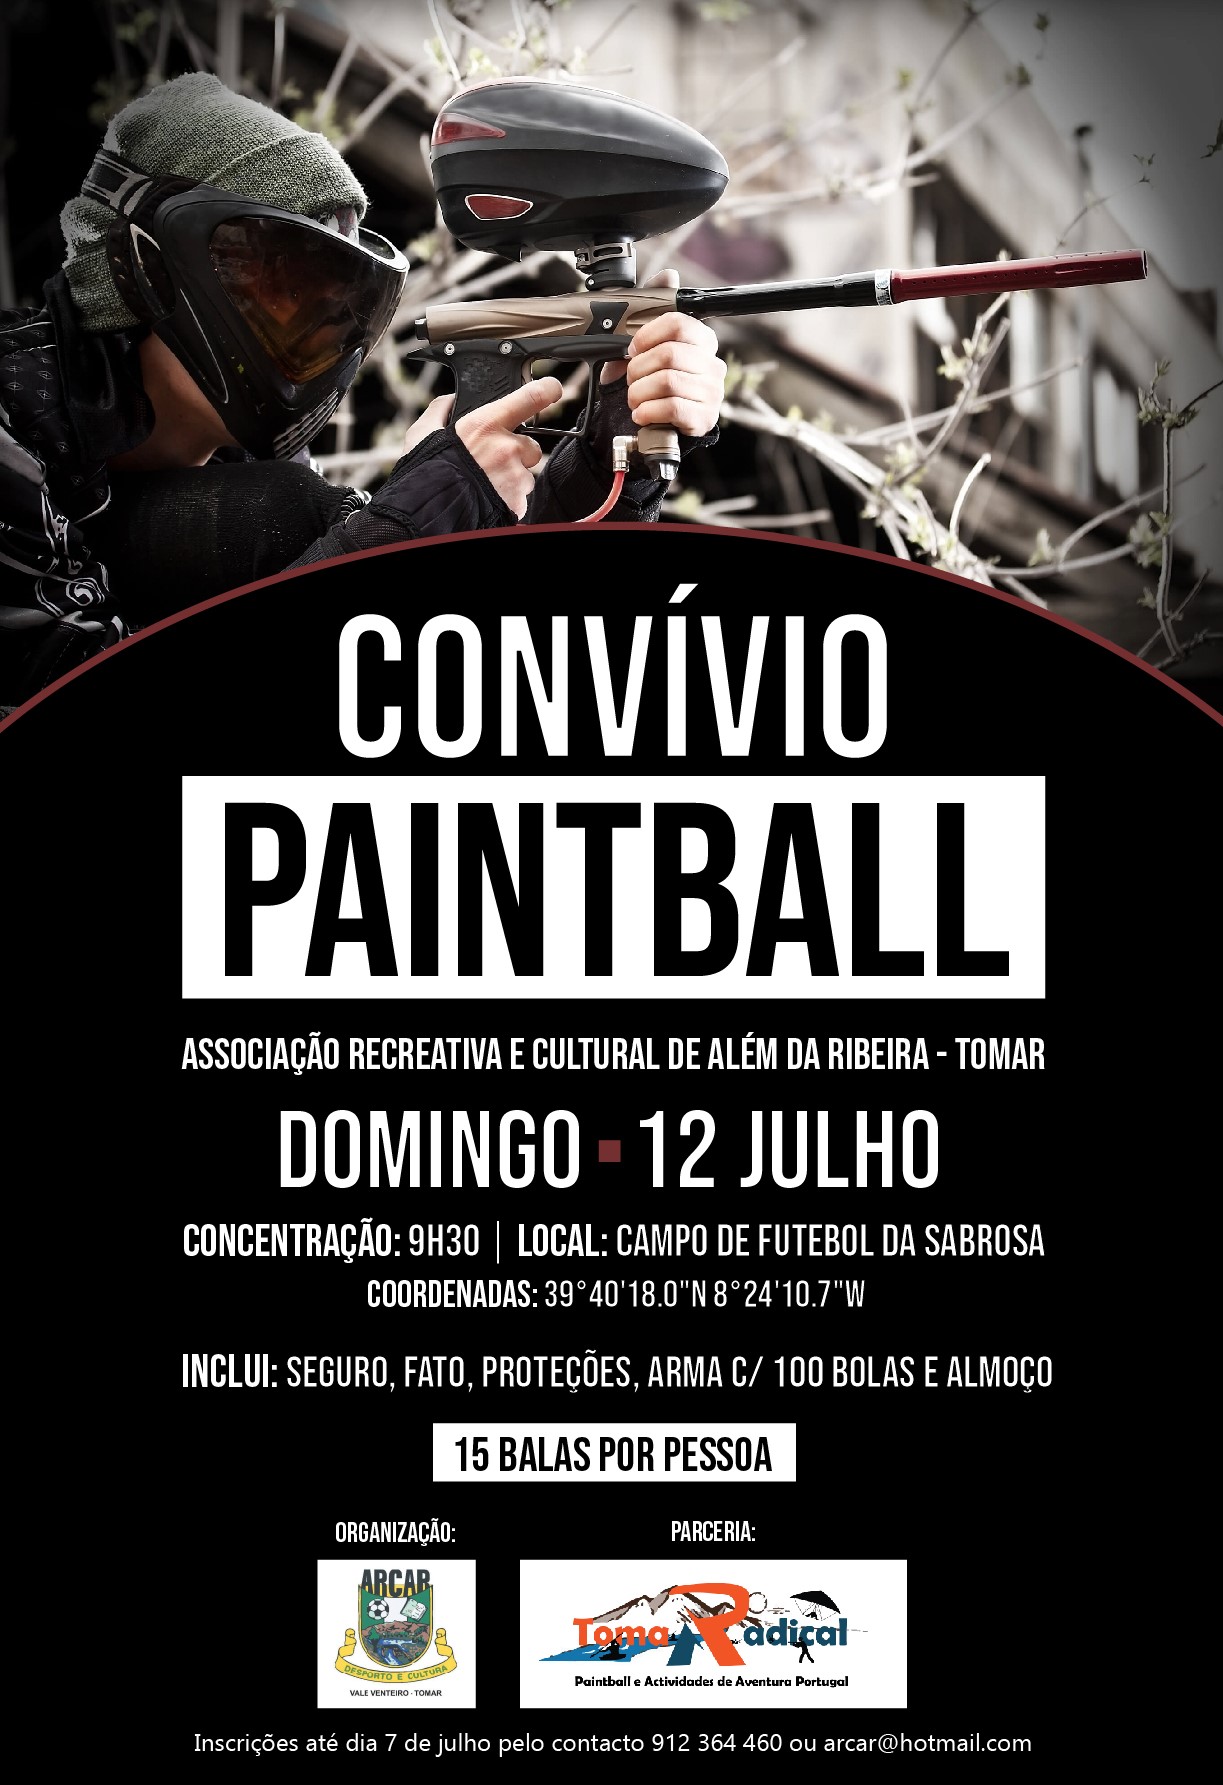 CONVÍVIO
PAINTBALL
ASSOCIAÇÃO RECREATIVA E CULTURAL DE ALÉM DA RIBEIRA - TOMAR
DOMINGO ▪ 12 JULHO
CONCENTRAÇÃO: 9H30 | LOCAL: CAMPO DE FUTEBOL DA SABROSA
COORDENADAS: 39°40'18.0"N 8°24'10.7"W
INCLUI: SEGURO, FATO, PROTEÇÕES, ARMA C/ 100 BOLAS E ALMOÇO
15 BALAS POR PESSOA
ORGANIZAÇÃO:
PARCERIA:
ARCAR
DESPORTO E CULTURA
VALE VENTEIRO - TOMAR
TomaRadical
Paintball e Actividades de Aventura Portugal
Inscrições até dia 7 de julho pelo contacto 912 364 460 ou arcar@hotmail.com